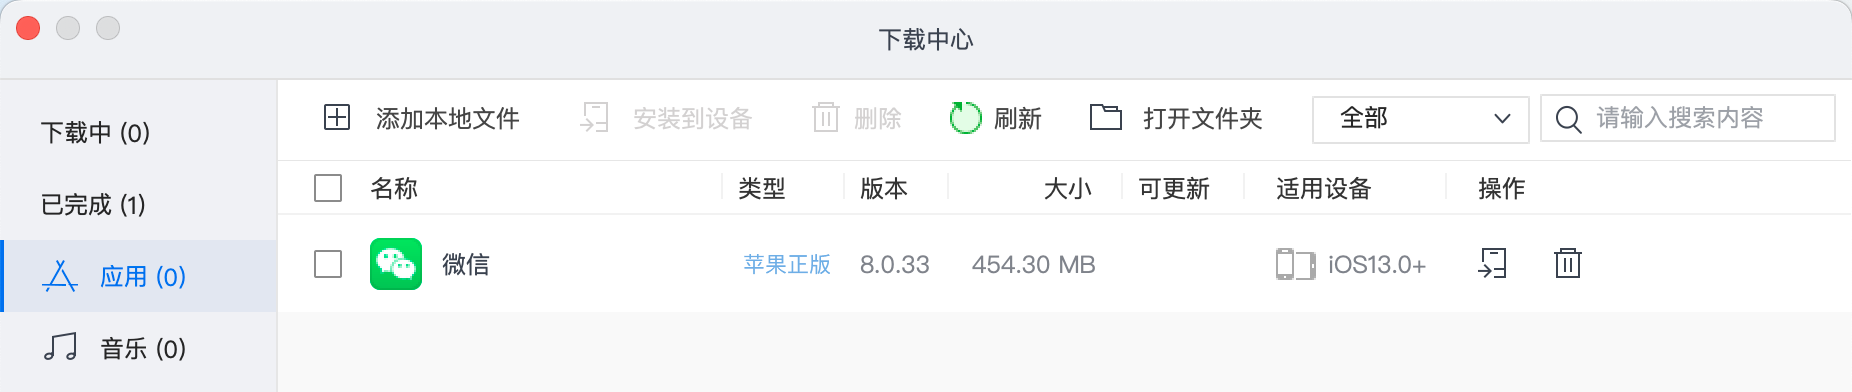 下载中心
下载中 (0)
已完成 (1)
应用 (0)
音乐 (0)
添加本地文件 安装到设备 删除 刷新 打开文件夹 全部 请输入搜索内容
名称 类型 版本 大小 可更新 适用设备 操作
微信 苹果正版 8.0.33 454.30 MB iOS13.0+